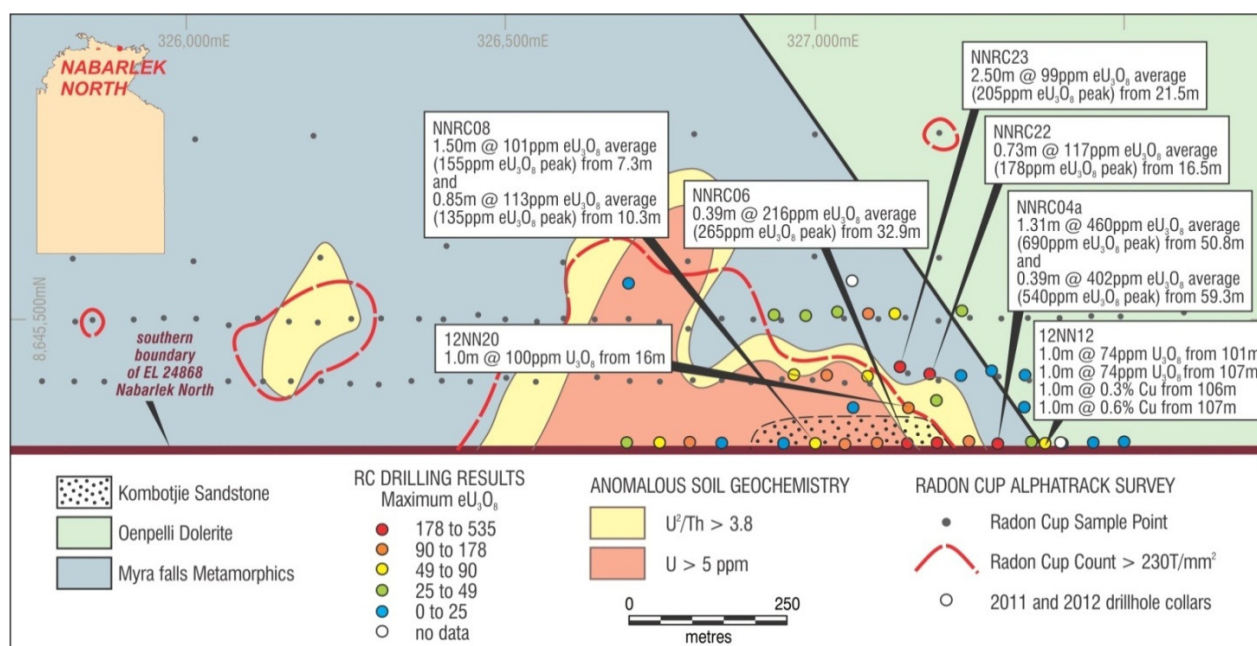 326,000mE
326,500mE
327,000mE
NABARLEK
NORTH
NNRC23
2.50m @ 99ppm eU₃O₈ average
(205ppm eU₃O₈ peak) from 21.5m
NNRC08
1.50m @ 101ppm eU₃O₈ average
(155ppm eU₃O₈ peak) from 7.3m
and
0.85m @ 113ppm eU₃O₈ average
(135ppm eU₃O₈ peak) from 10.3m
NNRC22
0.73m @ 117ppm eU₃O₈ average
(178ppm eU₃O₈ peak) from 16.5m
NNRC06
0.39m @ 216ppm eU₃O₈ average
(265ppm eU₃O₈ peak) from 32.9m
NNRC04a
1.31m @ 460ppm eU₃O₈ average
(690ppm eU₃O₈ peak) from 50.8m
and
0.39m @ 402ppm eU₃O₈ average
(540ppm eU₃O₈ peak) from 59.3m
8,645,500mN
southern
boundary
of EL 24868
Nabarlek North
12NN20
1.0m @ 100ppm U₃O₈ from 16m
12NN12
1.0m @ 74ppm U₃O₈ from 101m
1.0m @ 74ppm U₃O₈ from 107m
1.0m @ 0.3% Cu from 106m
1.0m @ 0.6% Cu from 107m
Kombotjie Sandstone
Oenpelli Dolerite
Myra falls Metamorphics
RC DRILLING RESULTS
Maximum eU₃O₈
178 to 535
90 to 178
49 to 90
25 to 49
0 to 25
no data
ANOMALOUS SOIL GEOCHEMISTRY
U²/Th > 3.8
U > 5 ppm
0 250
metres
RADON CUP ALPHATRACK SURVEY
Radon Cup Sample Point
Radon Cup Count > 230T/mm²
2011 and 2012 drillhole collars